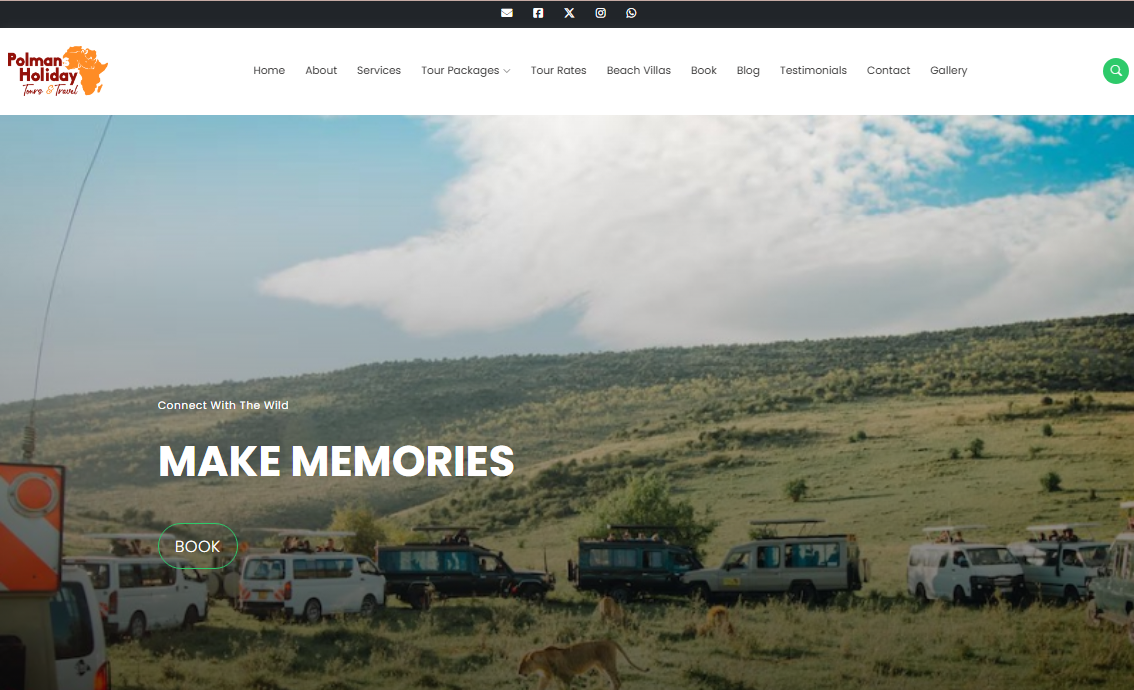 Polman
Holiday
Tours & Travel
Home About Services Tour Packages Tour Rates Beach Villas Book Blog Testimonials Contact Gallery
Connect With The Wild
MAKE MEMORIES
BOOK